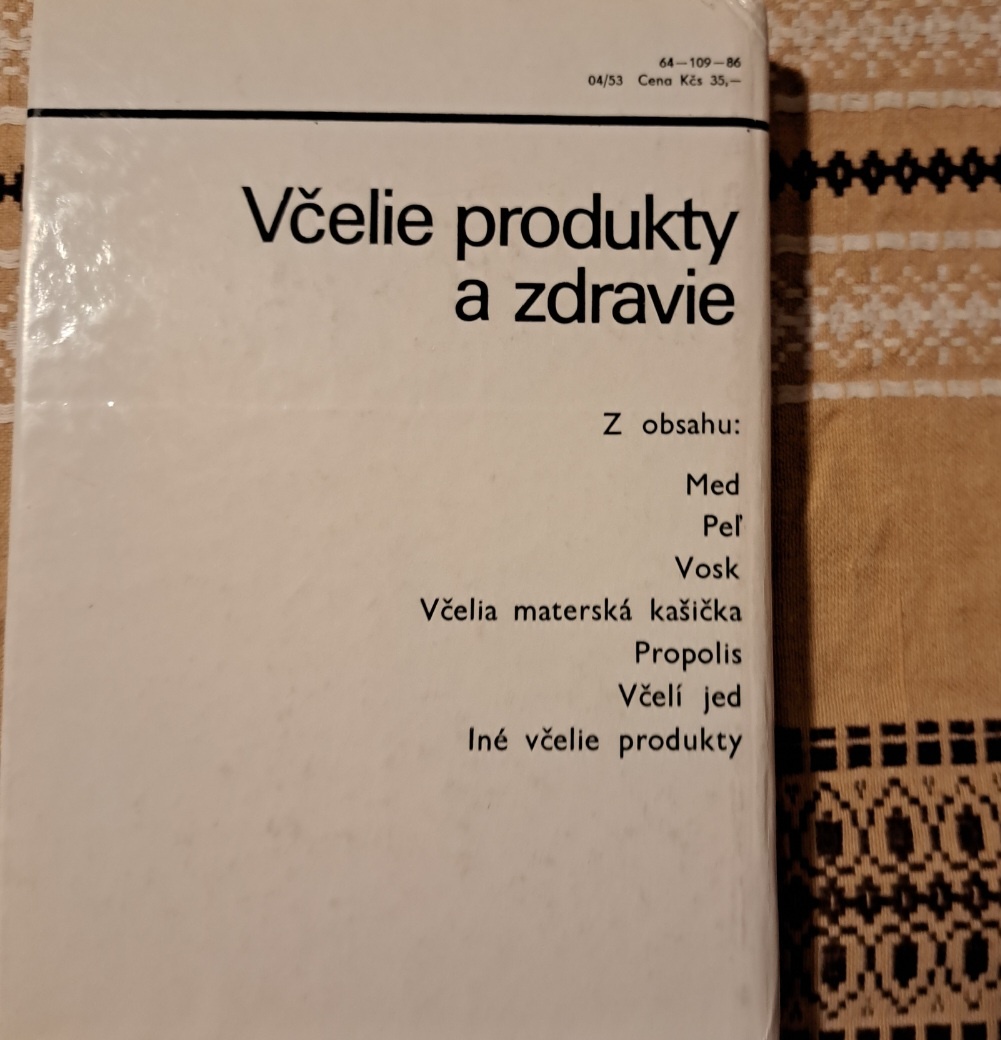 64—109—86
04/53 Cena Kčs 35,—
Včelie produkty
a zdravie
Z obsahu:
Med
Peľ
Vosk
Včelia materská kašička
Propolis
Včelí jed
Iné včelie produkty